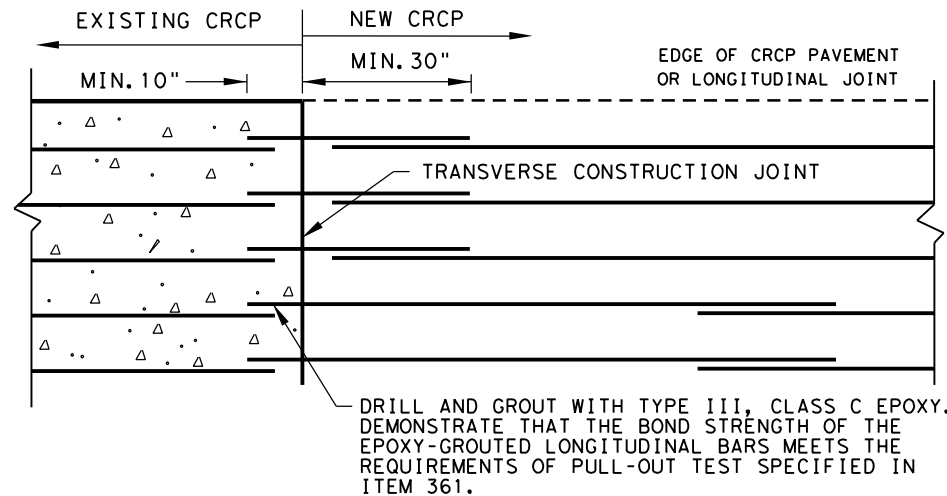 EXISTING CRCP
NEW CRCP
MIN. 10"
MIN. 30"
EDGE OF CRCP PAVEMENT
OR LONGITUDINAL JOINT
TRANSVERSE CONSTRUCTION JOINT
DRILL AND GROUT WITH TYPE III, CLASS C EPOXY.
DEMONSTRATE THAT THE BOND STRENGTH OF THE
EPOXY-GROUTED LONGITUDINAL BARS MEETS THE
REQUIREMENTS OF PULL-OUT TEST SPECIFIED IN
ITEM 361.